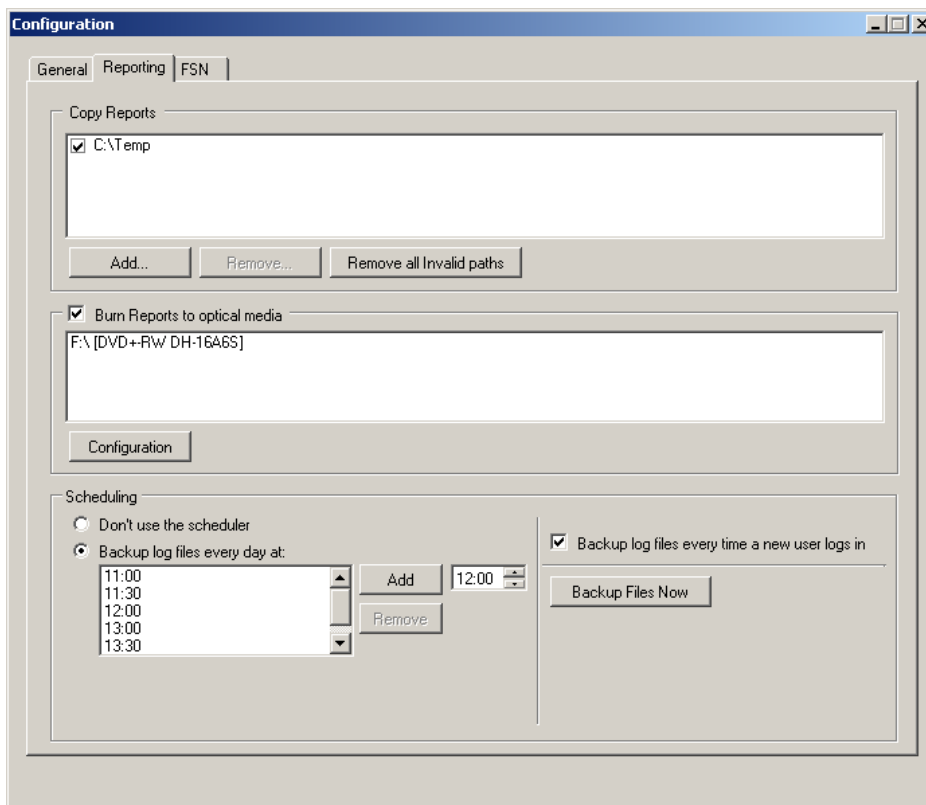 Configuration
General Reporting FSN
Copy Reports
C:\Temp
Add... Remove... Remove all Invalid paths
Burn Reports to optical media
F:\ [DVD+-RW DH-16A6S]
Configuration
Scheduling
Don't use the scheduler
Backup log files every day at:
Backup log files every time a new user logs in
11:00
11:30
12:00
13:00
13:30
Add 12:00
Remove
Backup Files Now